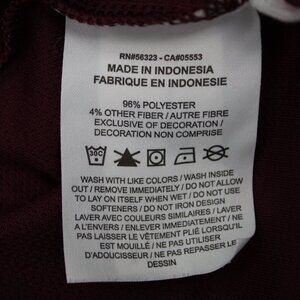 RN#56323 - CA#05553
MADE IN INDONESIA
FABRIQUE EN INDONESIE
96% POLYESTER
4% OTHER FIBER / AUTRE FIBRE
EXCLUSIVE OF DECORATION /
DECORATION NON COMPRISE
30C
WASH WITH LIKE COLORS / WASH INSIDE
OUT / REMOVE IMMEDIATELY / DO NOT ALLOW
TO LAY ON ITSELF WHEN WET / DO NOT USE
SOFTENERS / DO NOT IRON DESIGN
LAVER AVEC COULEURS SIMILAIRES / LAVER
A L'ENVERS / ENLEVER IMMEDIATEMENT / NE
PAS LAISSER LE VÊTEMENT PLIÉ LORSQU'IL
EST MOUILLÉ / NE PAS UTILISER
D'ADOUCISSEUR / NE PAS REPASSER LE
DESSIN